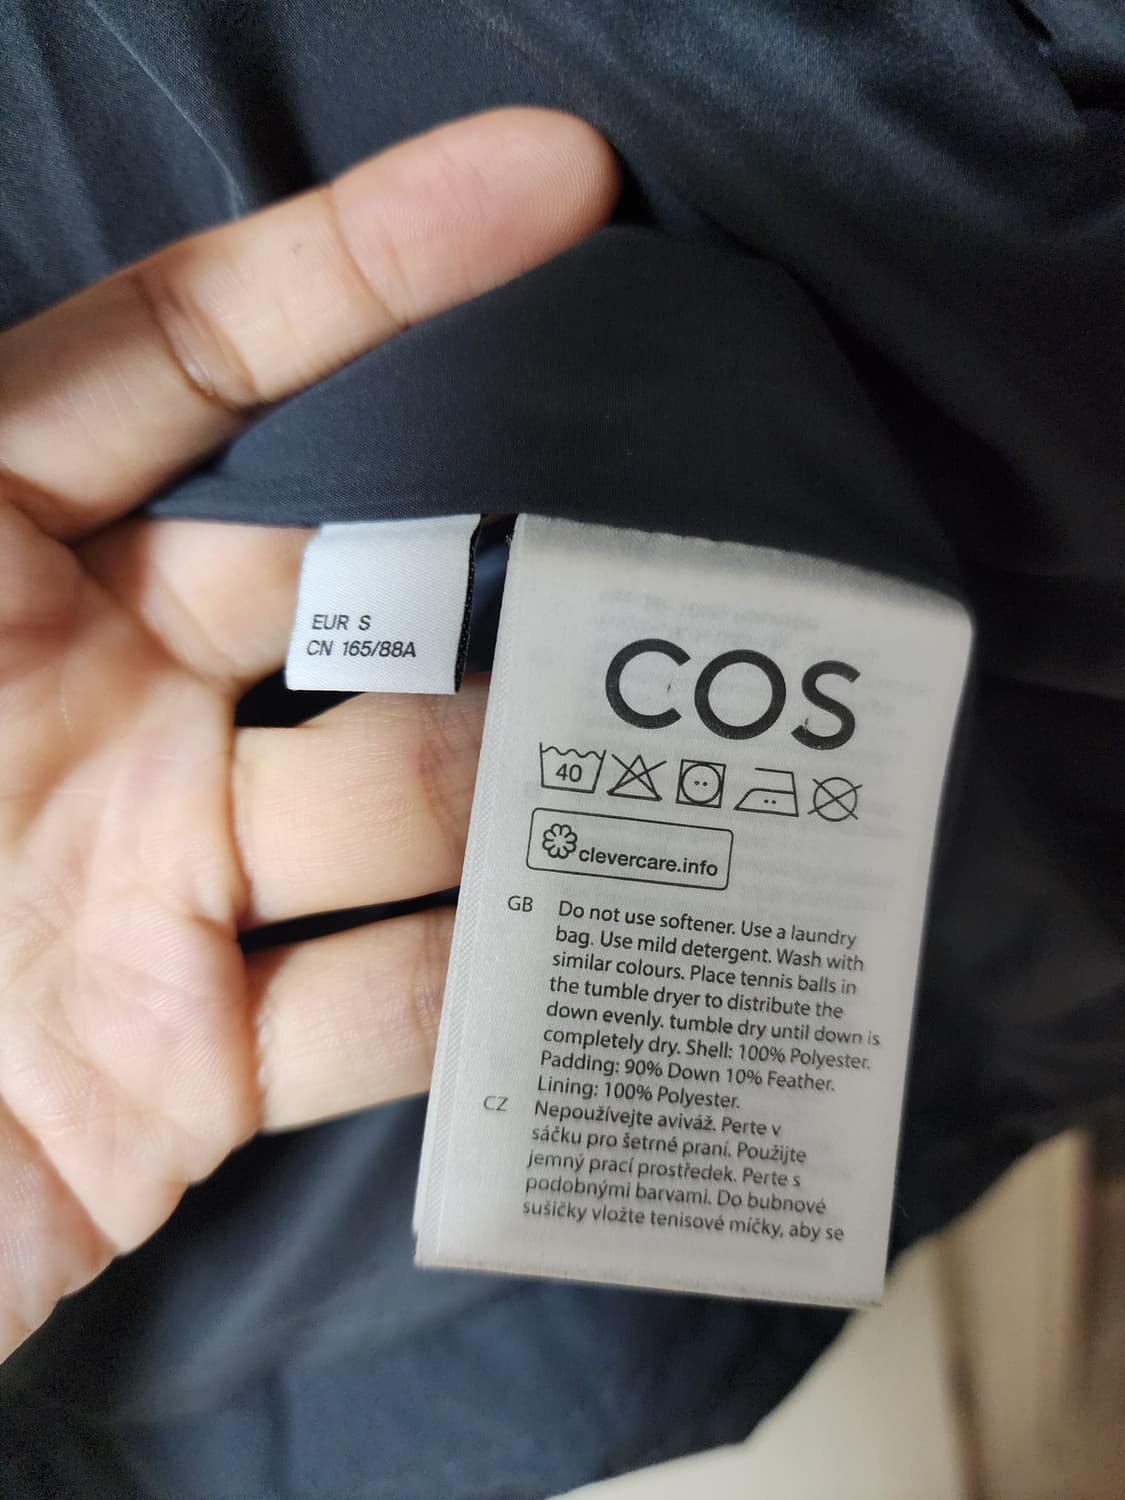 EUR S
CN 165/88A
COS
40
clevercare.info
GB Do not use softener. Use a laundry
bag. Use mild detergent. Wash with
similar colours. Place tennis balls in
the tumble dryer to distribute the
down evenly. tumble dry until down is
completely dry. Shell: 100% Polyester.
Padding: 90% Down 10% Feather.
Lining: 100% Polyester.
CZ Nepoužívejte aviváž. Perte v
sáčku pro šetrné praní. Použijte
jemný prací prostředek. Perte s
podobnými barvami. Do bubnové
sušičky vložte tenisové míčky, aby se